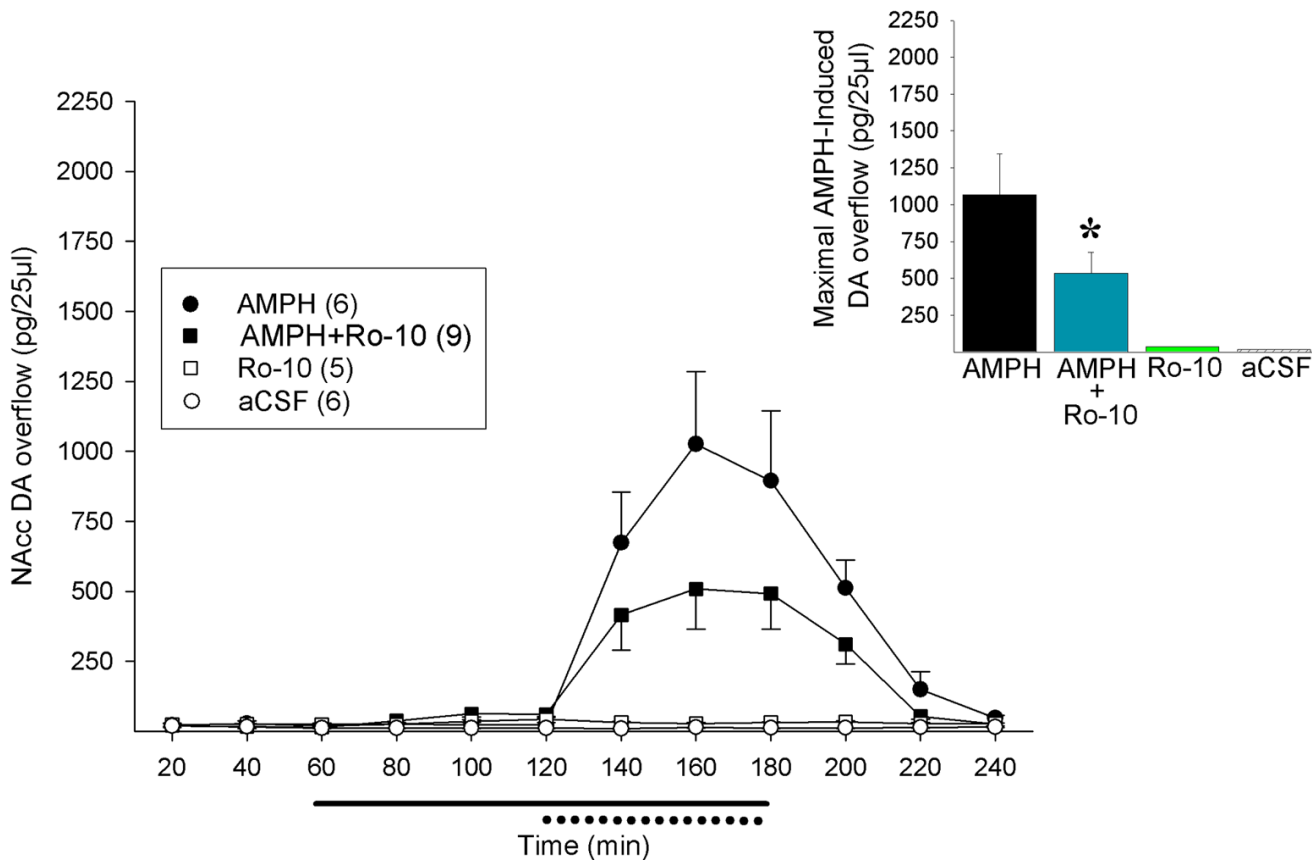 NAcc DA overflow (pg/25µl)
2250
2000
1750
1500
1250
1000
750
500
250
AMPH (6)
AMPH+Ro-10 (9)
Ro-10 (5)
aCSF (6)
20 40 60 80 100 120 140 160 180 200 220 240
Time (min)
Maximal AMPH-Induced
DA overflow (pg/25µl)
2250
2000
1750
1500
1250
1000
750
500
250
*
AMPH AMPH Ro-10 aCSF
+
Ro-10